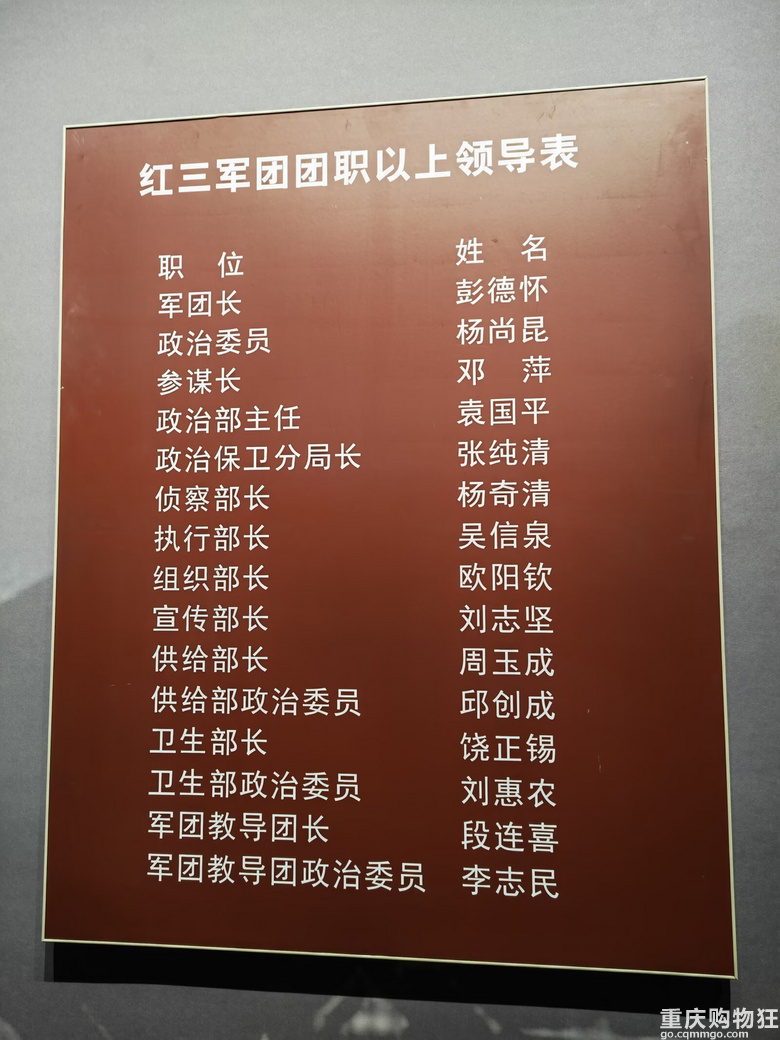 红三军团团职以上领导表
职 位 姓 名
军团长 彭德怀
政治委员 杨尚昆
参谋长 邓 萍
政治部主任 袁国平
政治保卫分局长 张纯清
侦察部长 杨奇清
执行部长 吴信泉
组织部长 欧阳钦
宣传部长 刘志坚
供给部长 周玉成
供给部政治委员 邱创成
卫生部长 饶正锡
卫生部政治委员 刘惠农
军团教导团长 段连喜
军团教导团政治委员 李志民
重庆购物狂
go.cqmmgo.com